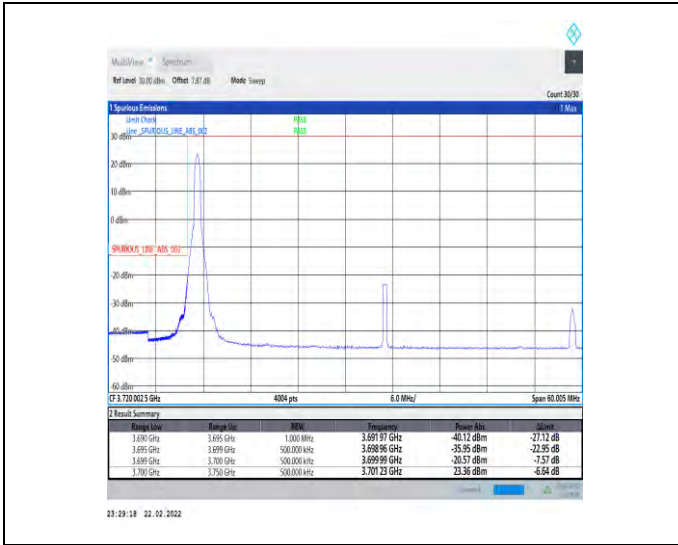 MultiView Spectrum
Ref Level 30.00 dBm Offset 7.87 dB Mode Sweep
Count 30/30
1 Spurious Emissions 1 Max
Limit Check PASS
Line _SPURIOUS_LINE_ABS_002 PASS
30 dBm
20 dBm
10 dBm
0 dBm
SPURIOUS_LINE_ABS_002
-20 dBm
-30 dBm
-40 dBm
-50 dBm
-60 dBm
CF 3.720 002 5 GHz 4004 pts 6.0 MHz/ Span 60.005 MHz
2 Result Summary
Range Low Range Up RBW Frequency Power Abs ΔLimit
3.690 GHz 3.695 GHz 1.000 MHz 3.691 97 GHz -40.12 dBm -27.12 dB
3.695 GHz 3.699 GHz 500.000 kHz 3.698 96 GHz -35.95 dBm -22.95 dB
3.699 GHz 3.700 GHz 500.000 kHz 3.699 99 GHz -20.57 dBm -7.57 dB
3.700 GHz 3.750 GHz 500.000 kHz 3.701 23 GHz 23.36 dBm -6.64 dB
23:29:18 22.02.2022